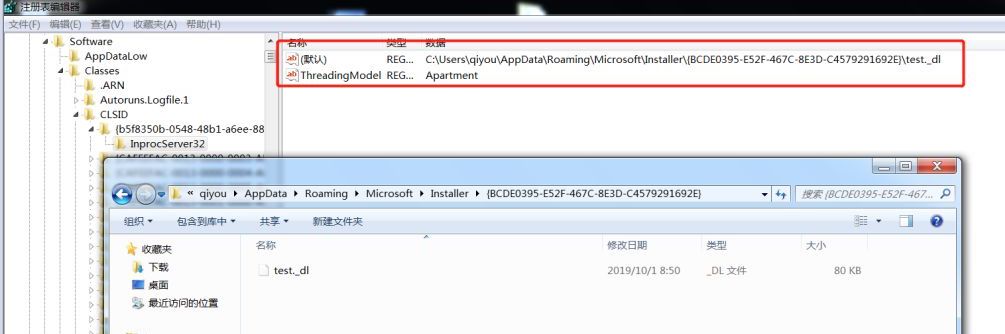 注册表编辑器
文件(F) 编辑(E) 查看(V) 收藏夹(A) 帮助(H)
Software
AppDataLow
Classes
.ARN
Autoruns.Logfile.1
CLSID
{b5f8350b-0548-48b1-a6ee-88
InprocServer32
名称 类型 数据
(默认) REG... C:\Users\qiyou\AppData\Roaming\Microsoft\Installer\{BCDE0395-E52F-467C-8E3D-C4579291692E}\test._dl
ThreadingModel REG... Apartment
« qiyou AppData Roaming Microsoft Installer {BCDE0395-E52F-467C-8E3D-C4579291692E}
搜索 {BCDE0395-E52F-467...
组织 包含到库中 共享 新建文件夹
收藏夹
下载
桌面
最近访问的位置
名称 修改日期 类型 大小
test._dl 2019/10/1 8:50 _DL 文件 80 KB